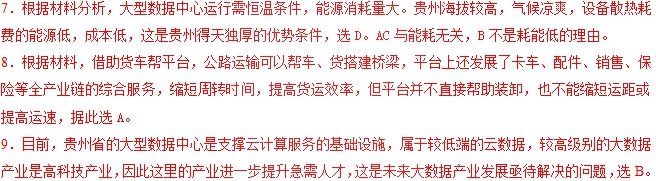 7．根据材料分析，大型数据中心运行需恒温条件，能源消耗量大。贵州海拔较高，气候凉爽，设备散热耗
费的能源低，成本低，这是贵州得天独厚的优势条件，选 D。AC 与能耗无关，B 不是耗能低的理由。
8．根据材料，借助货车帮平台，公路运输可以帮车、货搭建桥梁，平台上还发展了卡车、配件、销售、保
险等全产业链的综合服务，缩短周转时间，提高货运效率，但平台并不直接帮助装卸，也不能缩短运距或
提高运速，据此选 A。
9．目前，贵州省的大型数据中心是支撑云计算服务的基础设施，属于较低端的云数据，较高级别的大数据
产业是高科技产业，因此这里的产业进一步提升急需人才，这是未来大数据产业发展亟待解决的问题，选 B。